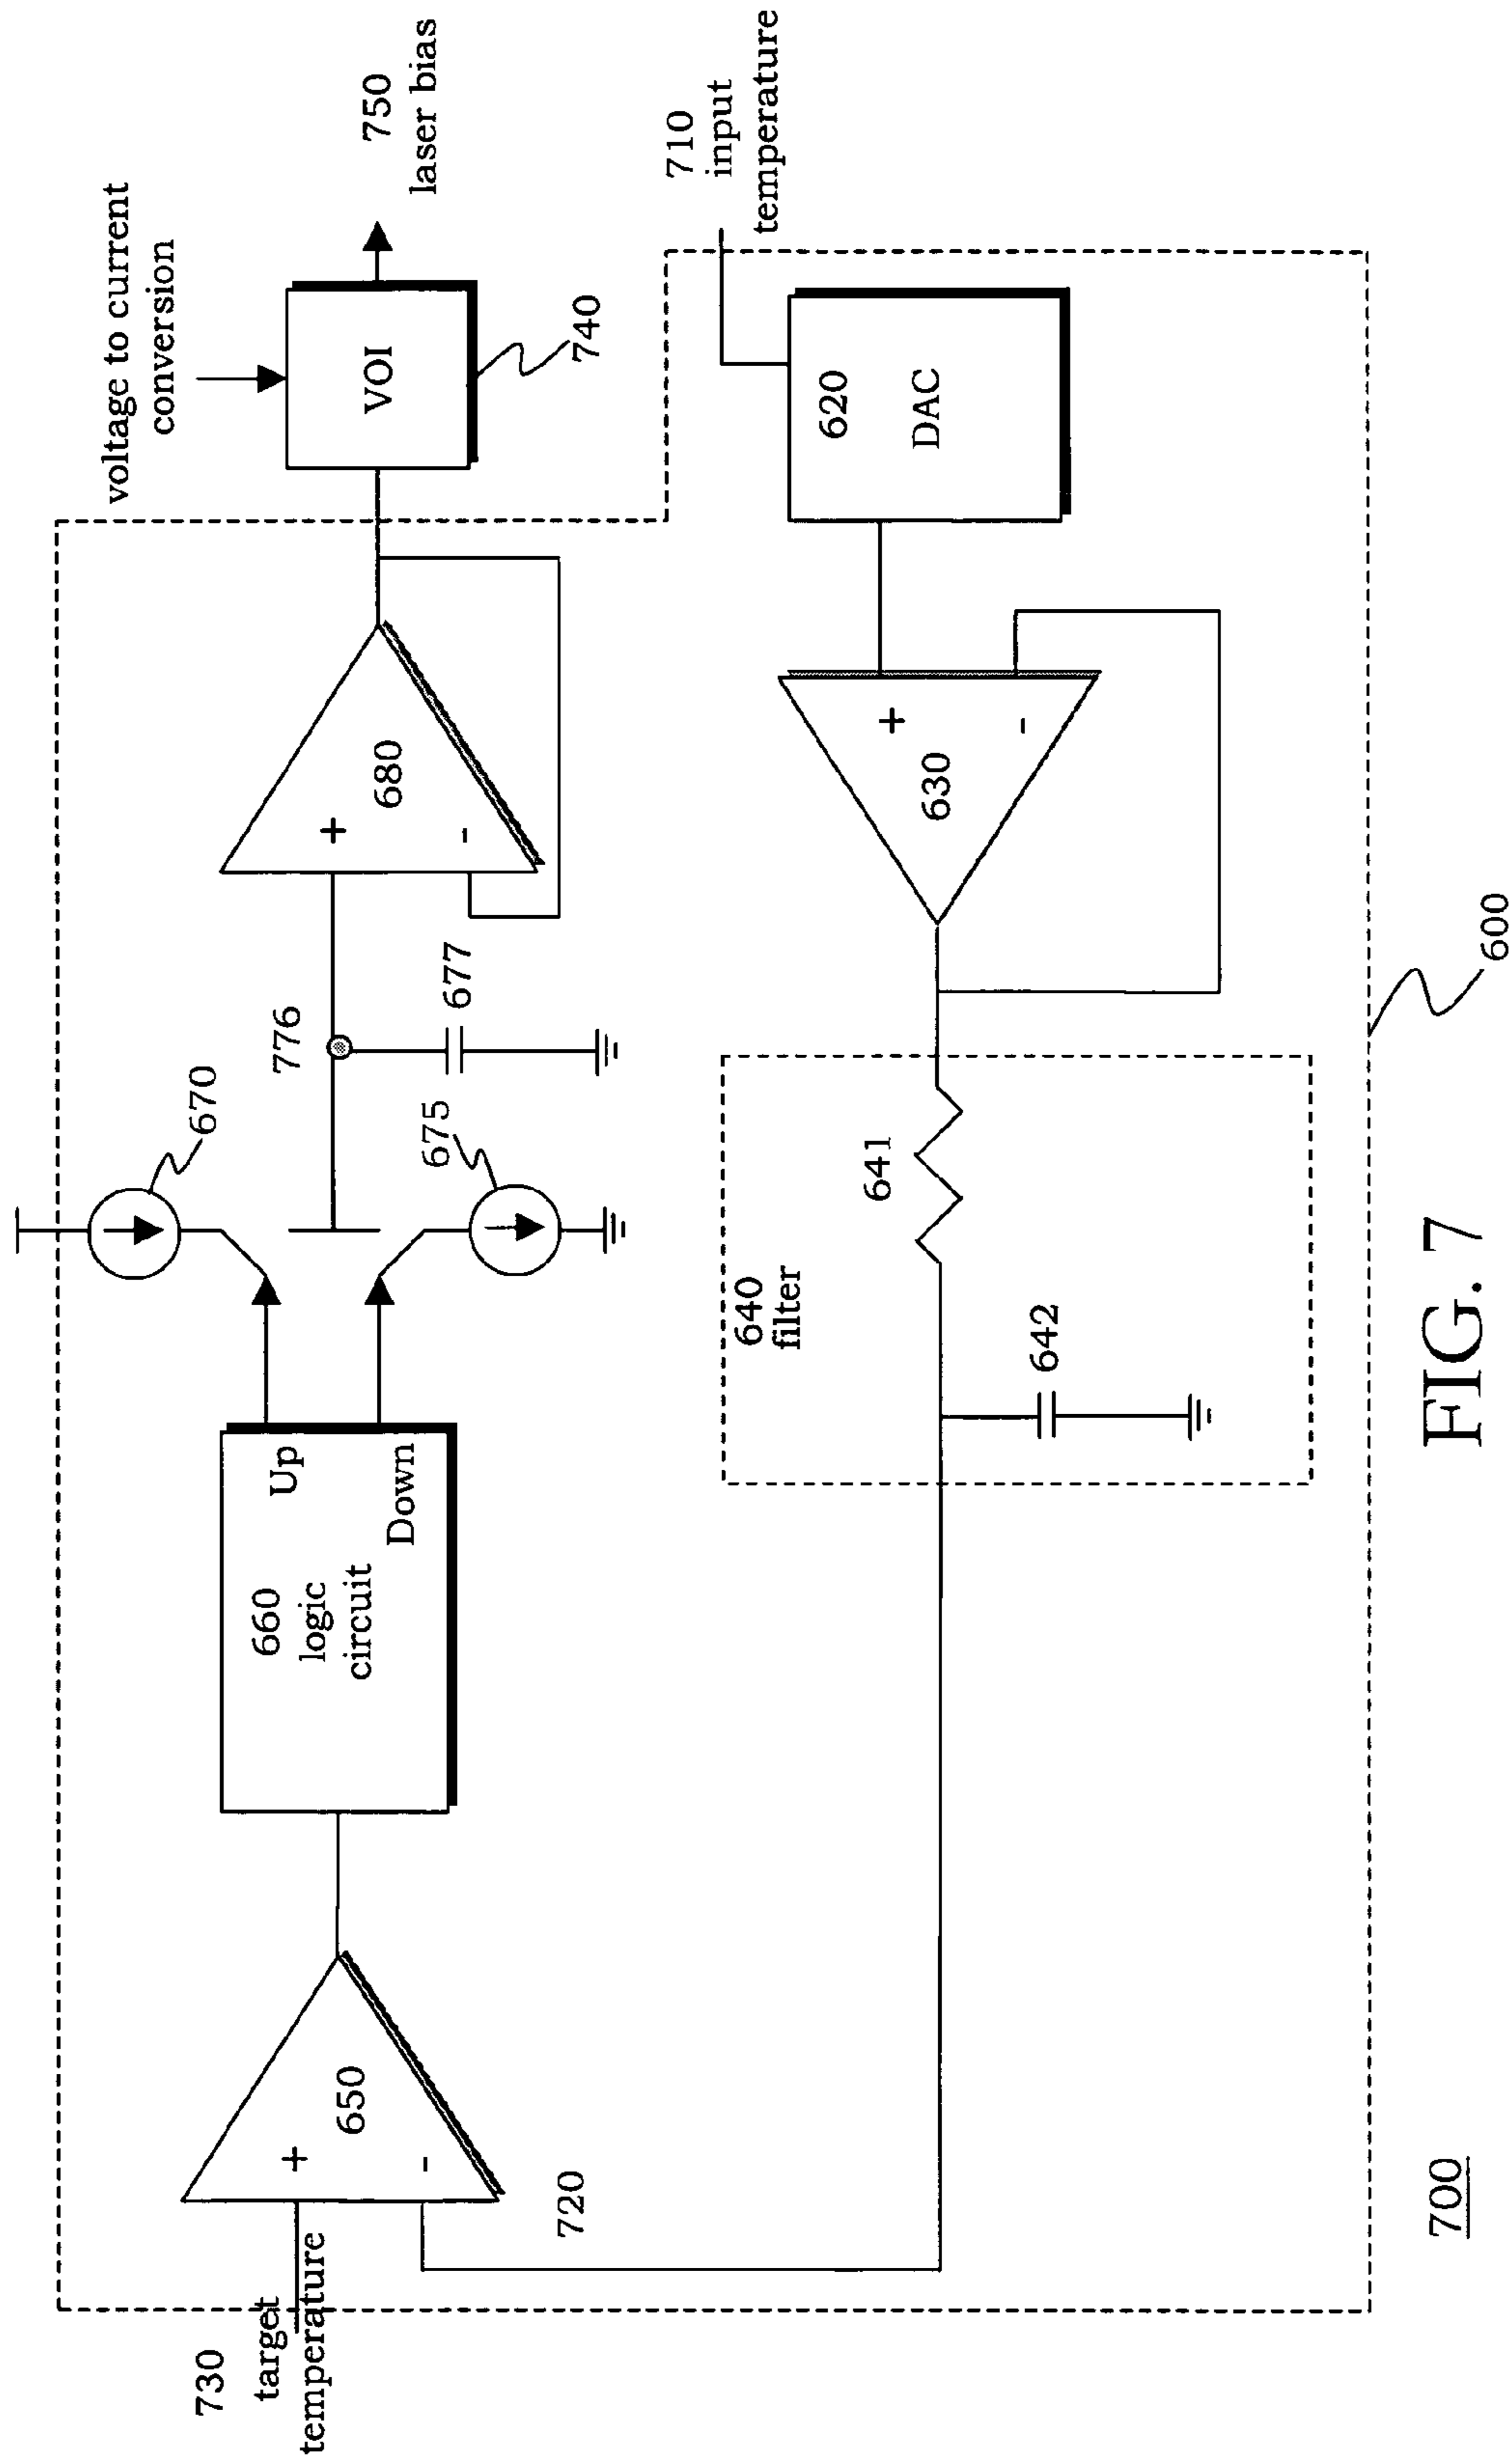 voltage to current
conversion
VOI
740
750
laser bias
670
776
677
675
+
-
680
660
logic
circuit
Up
Down
730
target
temperature
+
-
650
720
710
input
temperature
620
DAC
+
-
630
640
filter
641
642
600
700
FIG. 7